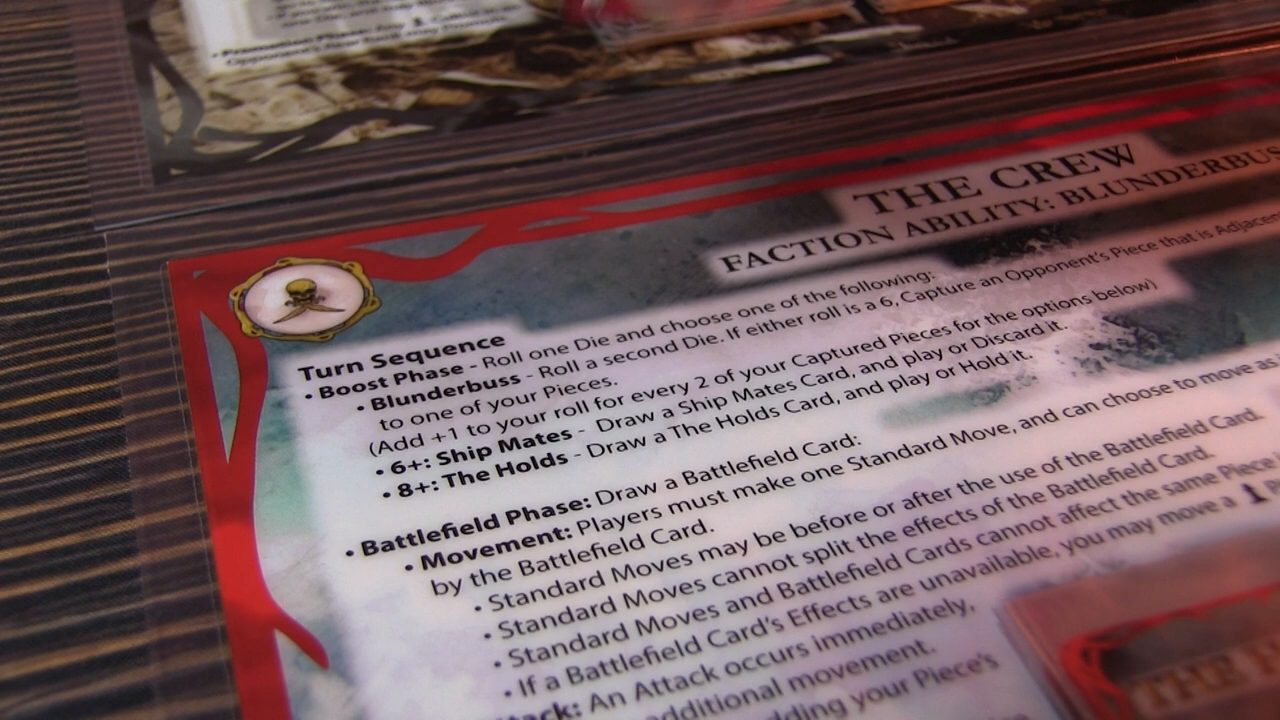 THE CREW
FACTION ABILITY: BLUNDERBUS
Turn Sequence
• Boost Phase - Roll one Die and choose one of the following:
• Blunderbuss - Roll a second Die. If either roll is a 6, Capture an Opponent's Piece that is Adjacen
to one of your Pieces.
(Add +1 to your roll for every 2 of your Captured Pieces for the options below)
• 6+: Ship Mates - Draw a Ship Mates Card, and play or Discard it.
• 8+: The Holds - Draw a The Holds Card, and play or Hold it.
• Battlefield Phase: Draw a Battlefield Card:
• Movement: Players must make one Standard Move, and can choose to move as
by the Battlefield Card.
• Standard Moves may be before or after the use of the Battlefield Card.
• Standard Moves cannot split the effects of the Battlefield Card.
• Standard Moves and Battlefield Cards cannot affect the same Piece
• If a Battlefield Card's Effects are unavailable, you may move a
tack: An Attack occurs immediately,
additional movement.
dding your Piece's
THE H